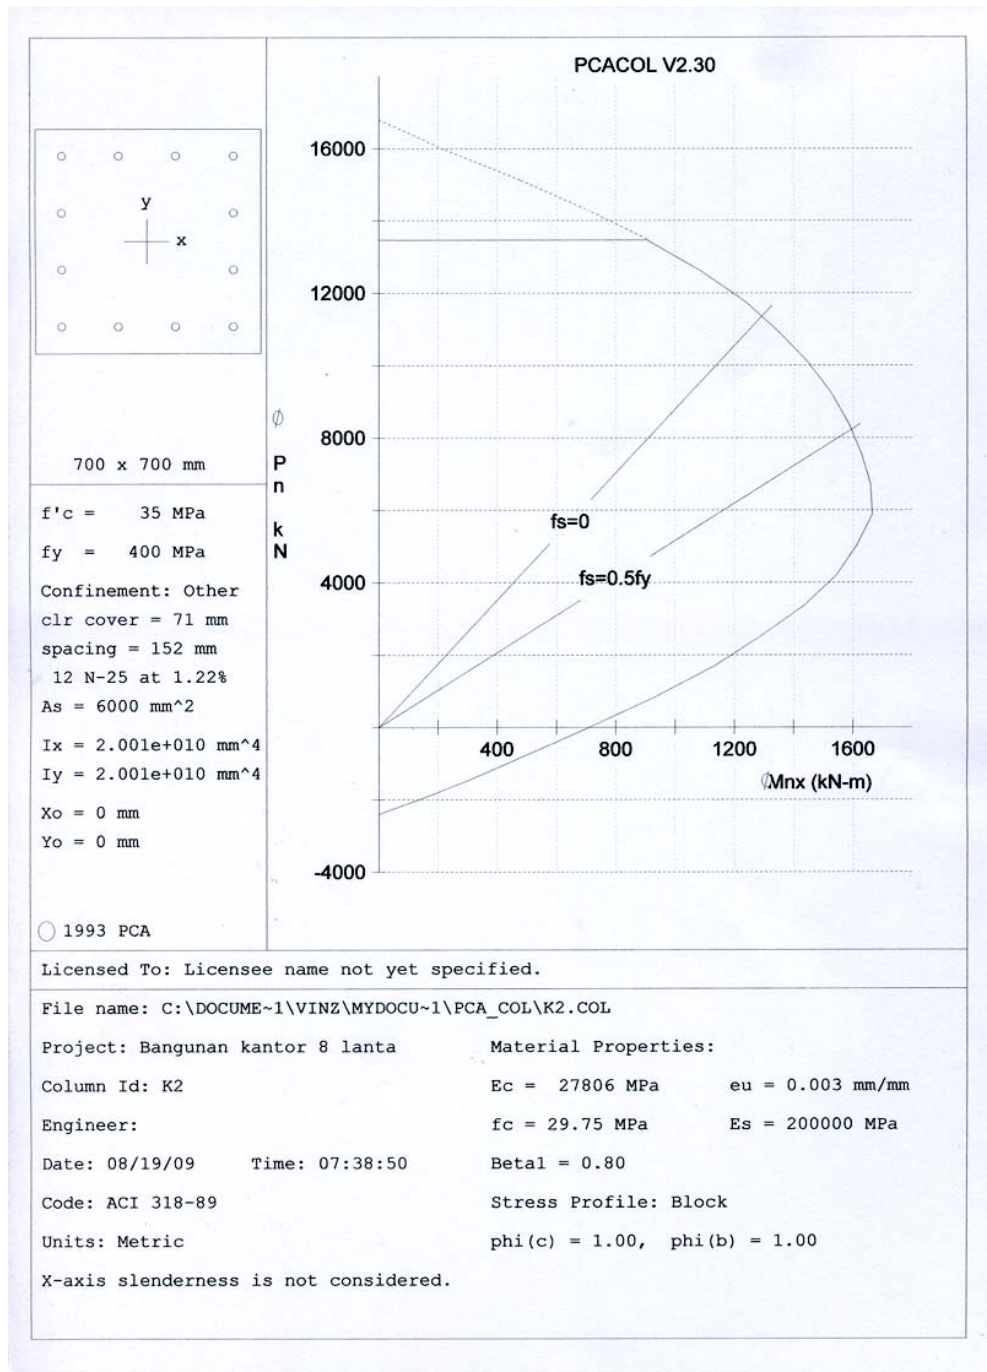 PCACOL V2.30
y
x
700 x 700 mm
f'c = 35 MPa
fy = 400 MPa
Confinement: Other
clr cover = 71 mm
spacing = 152 mm
12 N-25 at 1.22%
As = 6000 mm^2
Ix = 2.001e+010 mm^4
Iy = 2.001e+010 mm^4
Xo = 0 mm
Yo = 0 mm
○ 1993 PCA
16000
12000
8000
4000
-4000
∅ Pn kN
fs=0
fs=0.5fy
400 800 1200 1600
∅Mnx (kN-m)
Licensed To: Licensee name not yet specified.
File name: C:\DOCUME~1\VINZ\MYDOCU~1\PCA_COL\K2.COL
Project: Bangunan kantor 8 lanta
Column Id: K2
Engineer:
Date: 08/19/09 Time: 07:38:50
Code: ACI 318-89
Units: Metric
X-axis slenderness is not considered.
Material Properties:
Ec = 27806 MPa eu = 0.003 mm/mm
fc = 29.75 MPa Es = 200000 MPa
Beta1 = 0.80
Stress Profile: Block
phi(c) = 1.00, phi(b) = 1.00